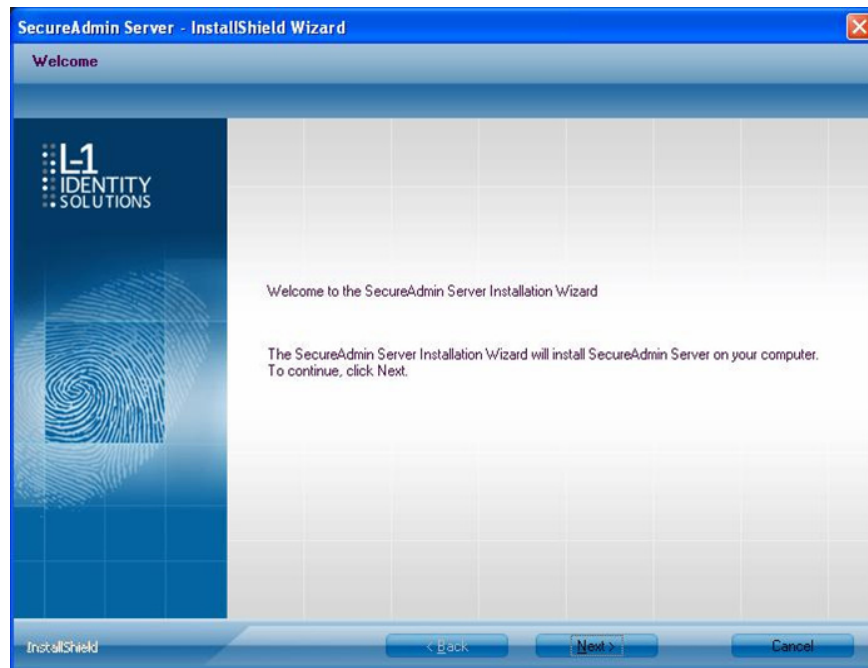 SecureAdmin Server - InstallShield Wizard
Welcome
L-1
IDENTITY
SOLUTIONS
Welcome to the SecureAdmin Server Installation Wizard
The SecureAdmin Server Installation Wizard will install SecureAdmin Server on your computer.
To continue, click Next.
InstallShield
< Back
Next >
Cancel